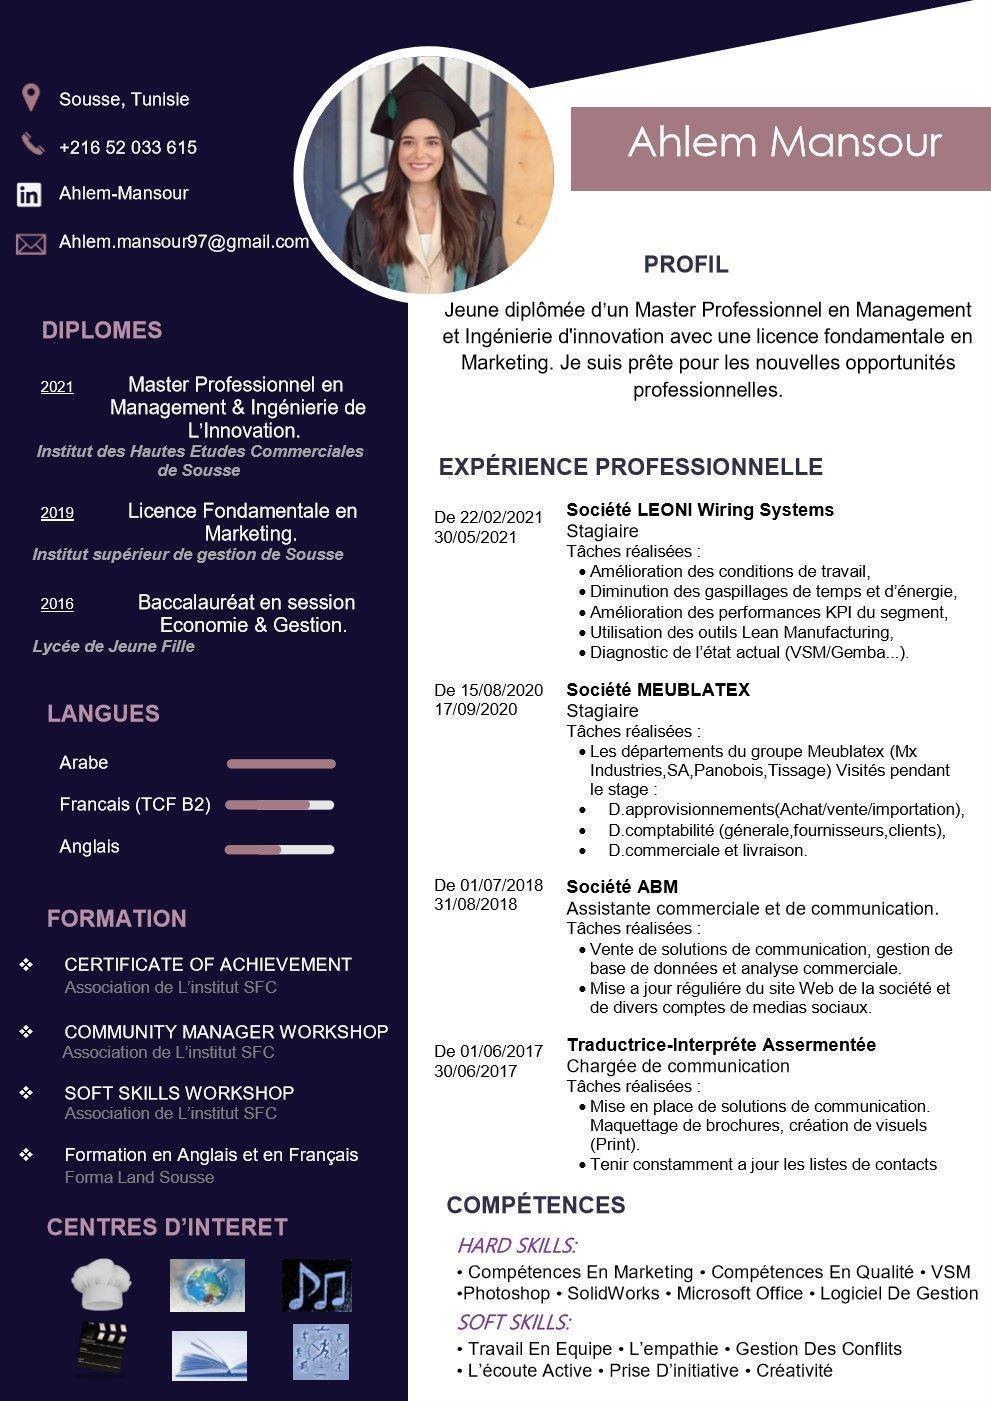 Sousse, Tunisie
+216 52 033 615
Ahlem-Mansour
Ahlem.mansour97@gmail.com
DIPLOMES
2021 Master Professionnel en
Management & Ingénierie de
L'Innovation.
Institut des Hautes Etudes Commerciales
de Sousse
2019 Licence Fondamentale en
Marketing.
Institut supérieur de gestion de Sousse
2016 Baccalauréat en session
Economie & Gestion.
Lycée de Jeune Fille
LANGUES
Arabe
Francais (TCF B2)
Anglais
FORMATION
❖ CERTIFICATE OF ACHIEVEMENT
Association de L'institut SFC
❖ COMMUNITY MANAGER WORKSHOP
Association de L'institut SFC
❖ SOFT SKILLS WORKSHOP
Association de L'institut SFC
❖ Formation en Anglais et en Français
Forma Land Sousse
CENTRES D'INTERET
Ahlem Mansour
PROFIL
Jeune diplômée d'un Master Professionnel en Management
et Ingénierie d'innovation avec une licence fondamentale en
Marketing. Je suis prête pour les nouvelles opportunités
professionnelles.
EXPÉRIENCE PROFESSIONNELLE
De 22/02/2021
30/05/2021
Société LEONI Wiring Systems
Stagiaire
Tâches réalisées :
• Amélioration des conditions de travail,
• Diminution des gaspillages de temps et d'énergie,
• Amélioration des performances KPI du segment,
• Utilisation des outils Lean Manufacturing,
• Diagnostic de l'état actual (VSM/Gemba...).
De 15/08/2020
17/09/2020
Société MEUBLATEX
Stagiaire
Tâches réalisées :
• Les départements du groupe Meublatex (Mx
Industries,SA,Panobois,Tissage) Visités pendant
le stage :
• D.approvisionnements(Achat/vente/importation),
• D.comptabilité (génerale,fournisseurs,clients),
• D.commerciale et livraison.
De 01/07/2018
31/08/2018
Société ABM
Assistante commerciale et de communication.
Tâches réalisées :
• Vente de solutions de communication, gestion de
base de données et analyse commerciale.
• Mise a jour réguliére du site Web de la société et
de divers comptes de medias sociaux.
De 01/06/2017
30/06/2017
Traductrice-Interpréte Assermentée
Chargée de communication
Tâches réalisées :
• Mise en place de solutions de communication.
Maquettage de brochures, création de visuels
(Print).
• Tenir constamment a jour les listes de contacts
COMPÉTENCES
HARD SKILLS:
• Compétences En Marketing • Compétences En Qualité • VSM
•Photoshop • SolidWorks • Microsoft Office • Logiciel De Gestion
SOFT SKILLS:
• Travail En Equipe • L'empathie • Gestion Des Conflits
• L'écoute Active • Prise D'initiative • Créativité